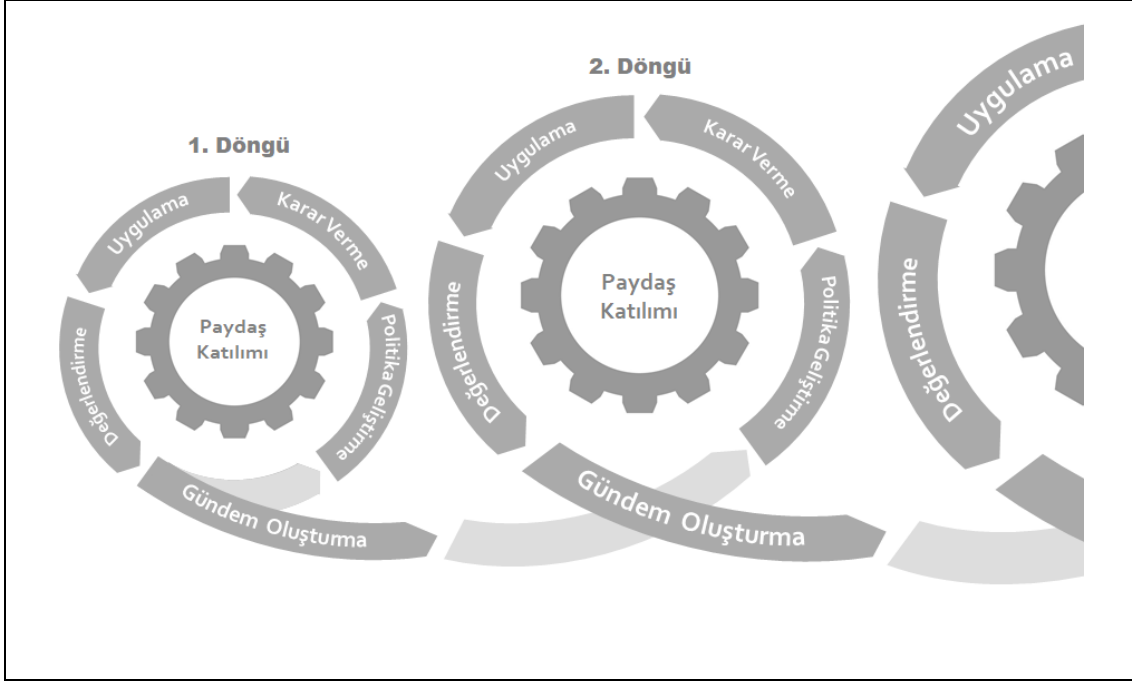 1. Döngü
Uygulama
Karar Verme
Değerlendirme
Paydaş
Katılımı
Politika Geliştirme
Gündem Oluşturma
2. Döngü
Uygulama
Karar Verme
Değerlendirme
Paydaş
Katılımı
Politika Geliştirme
Gündem Oluşturma
Uygulama
Değerlendirme